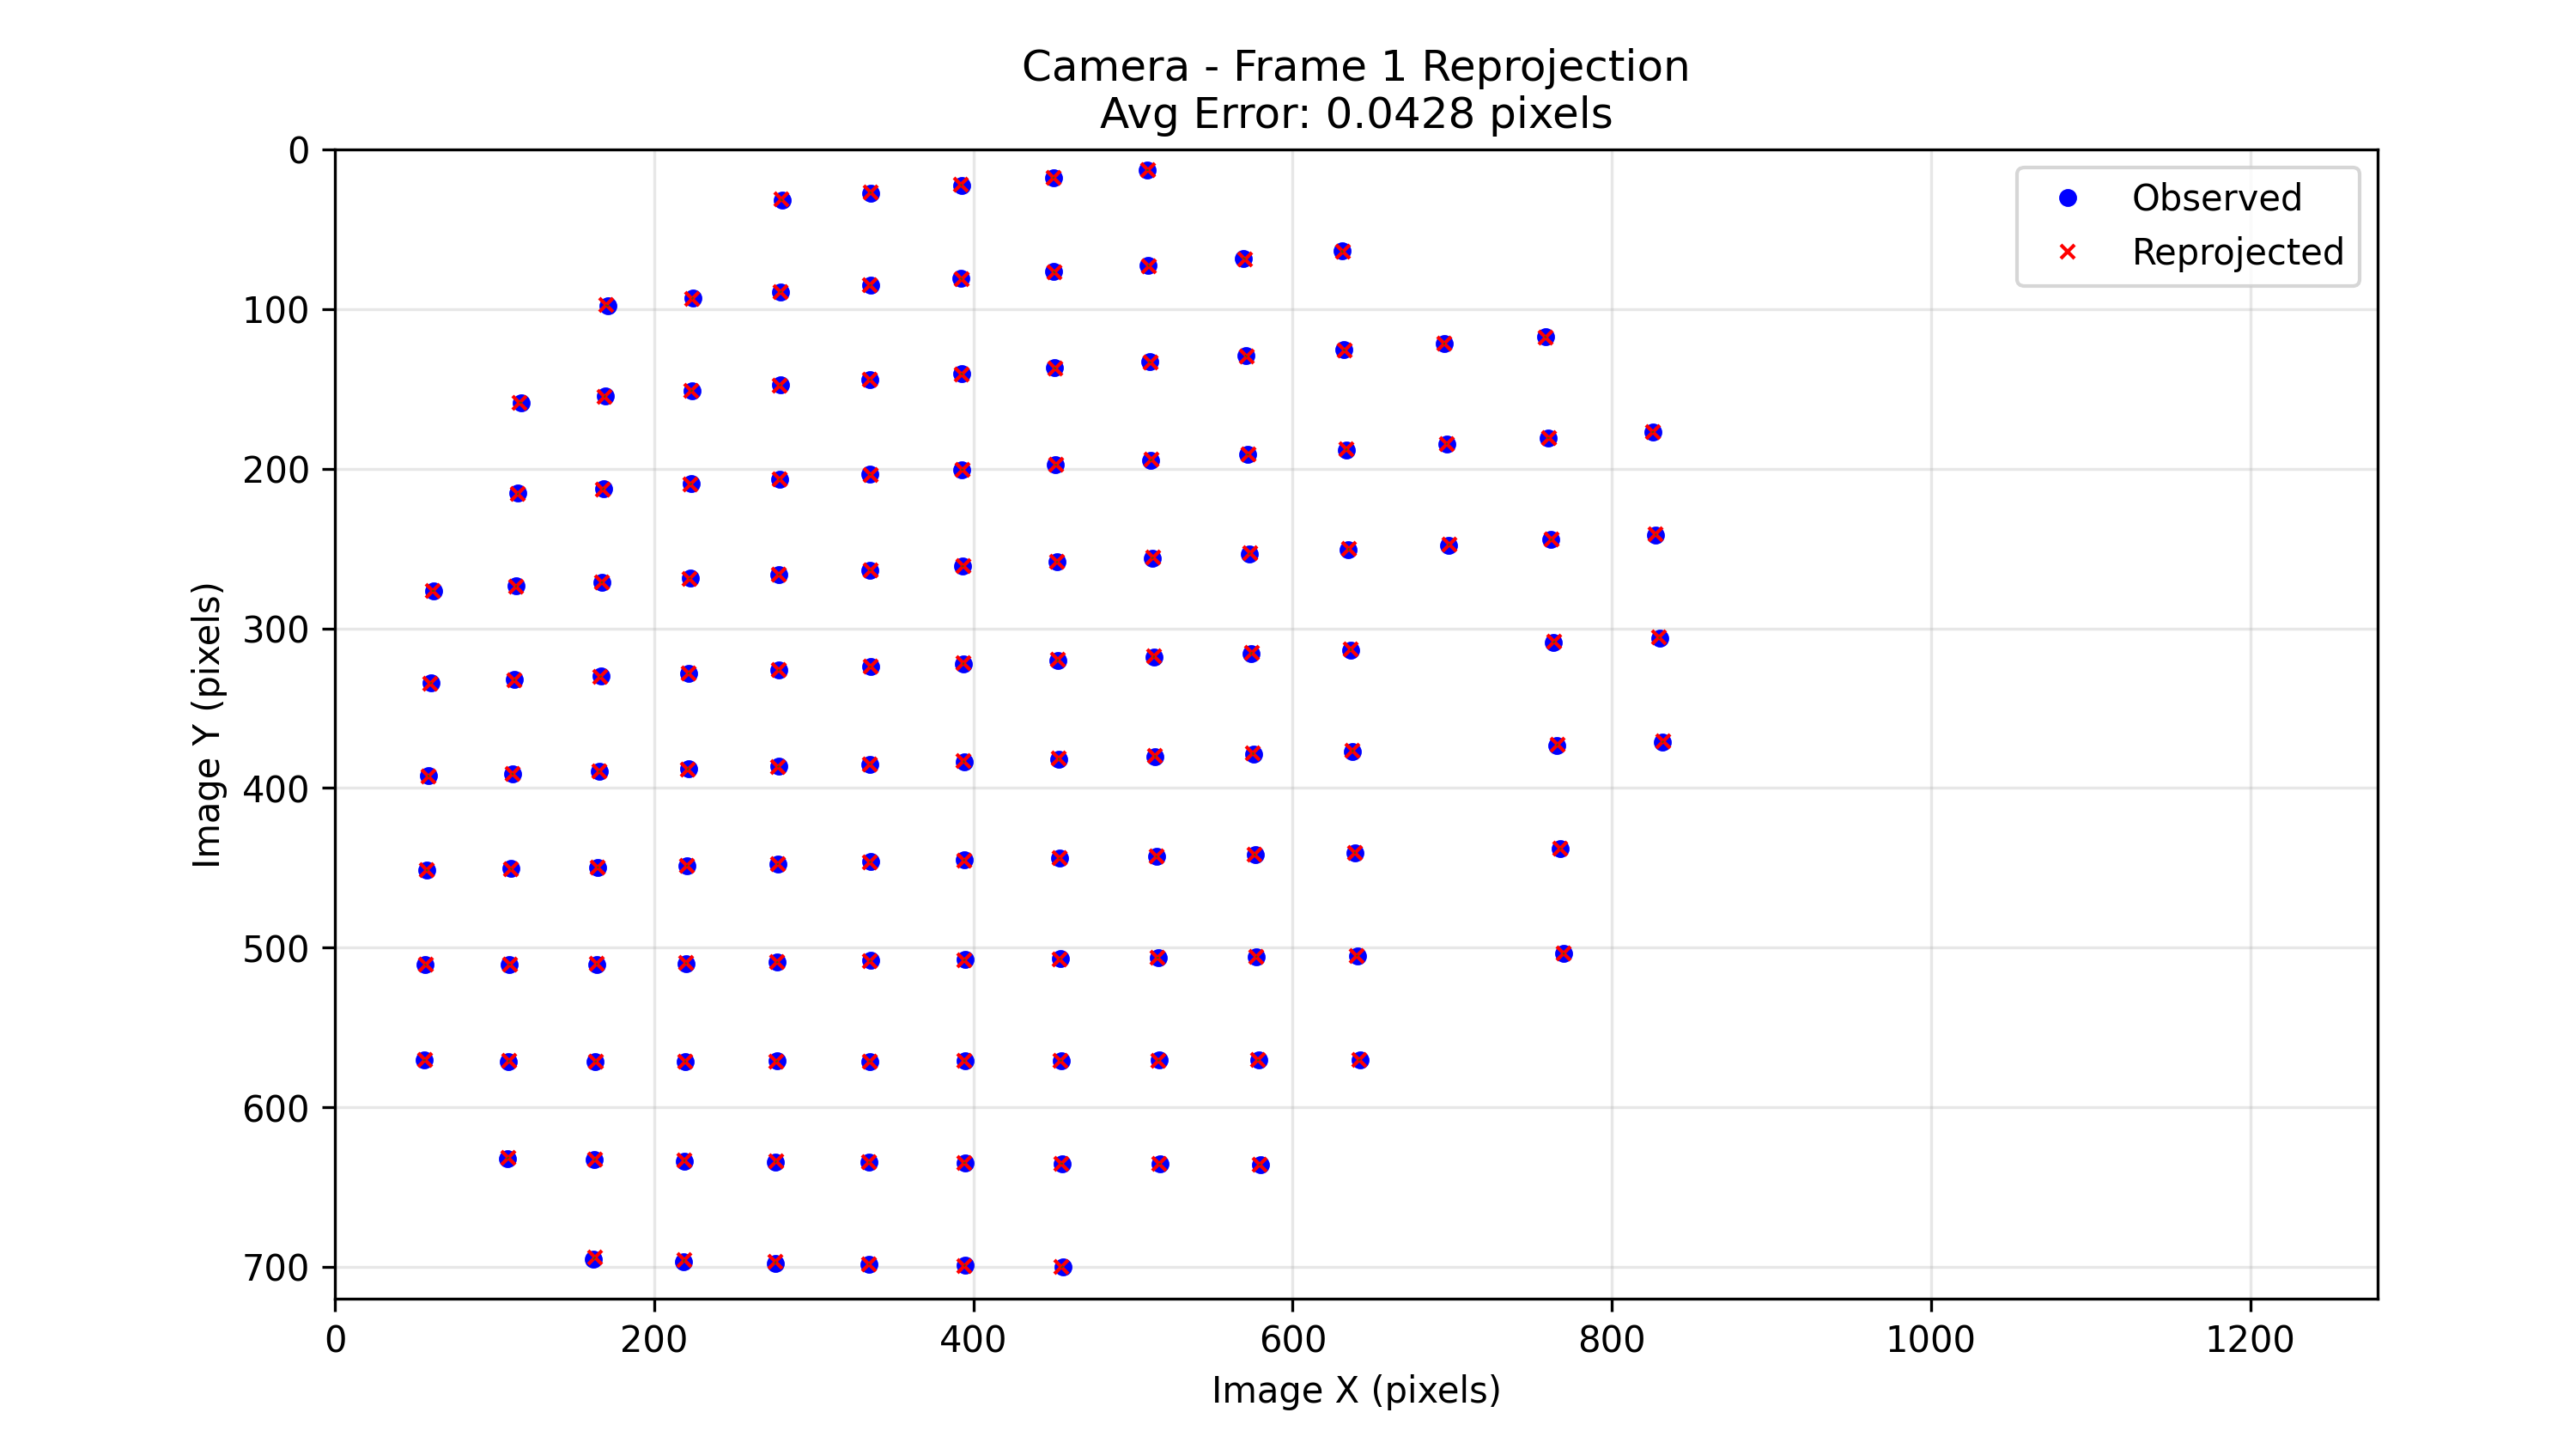 Camera - Frame 1 Reprojection
Avg Error: 0.0428 pixels
Observed
Reprojected
Image Y (pixels)
0
100
200
300
400
500
600
700
0
200
400
600
800
1000
1200
Image X (pixels)